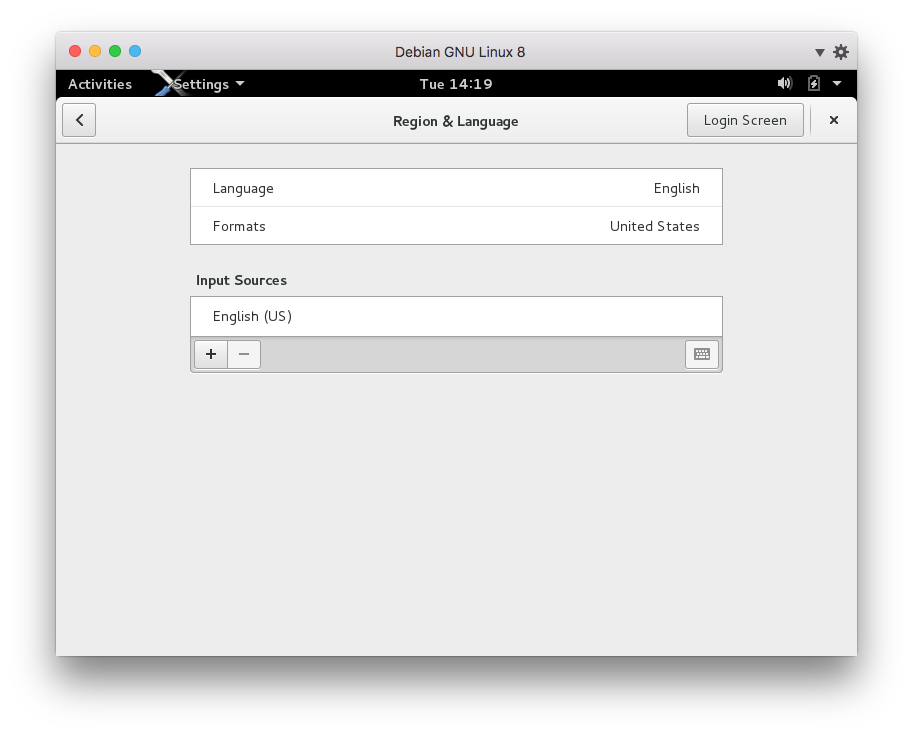 Debian GNU Linux 8
Activities Settings Tue 14:19
Region & Language Login Screen
Language English
Formats United States
Input Sources
English (US)